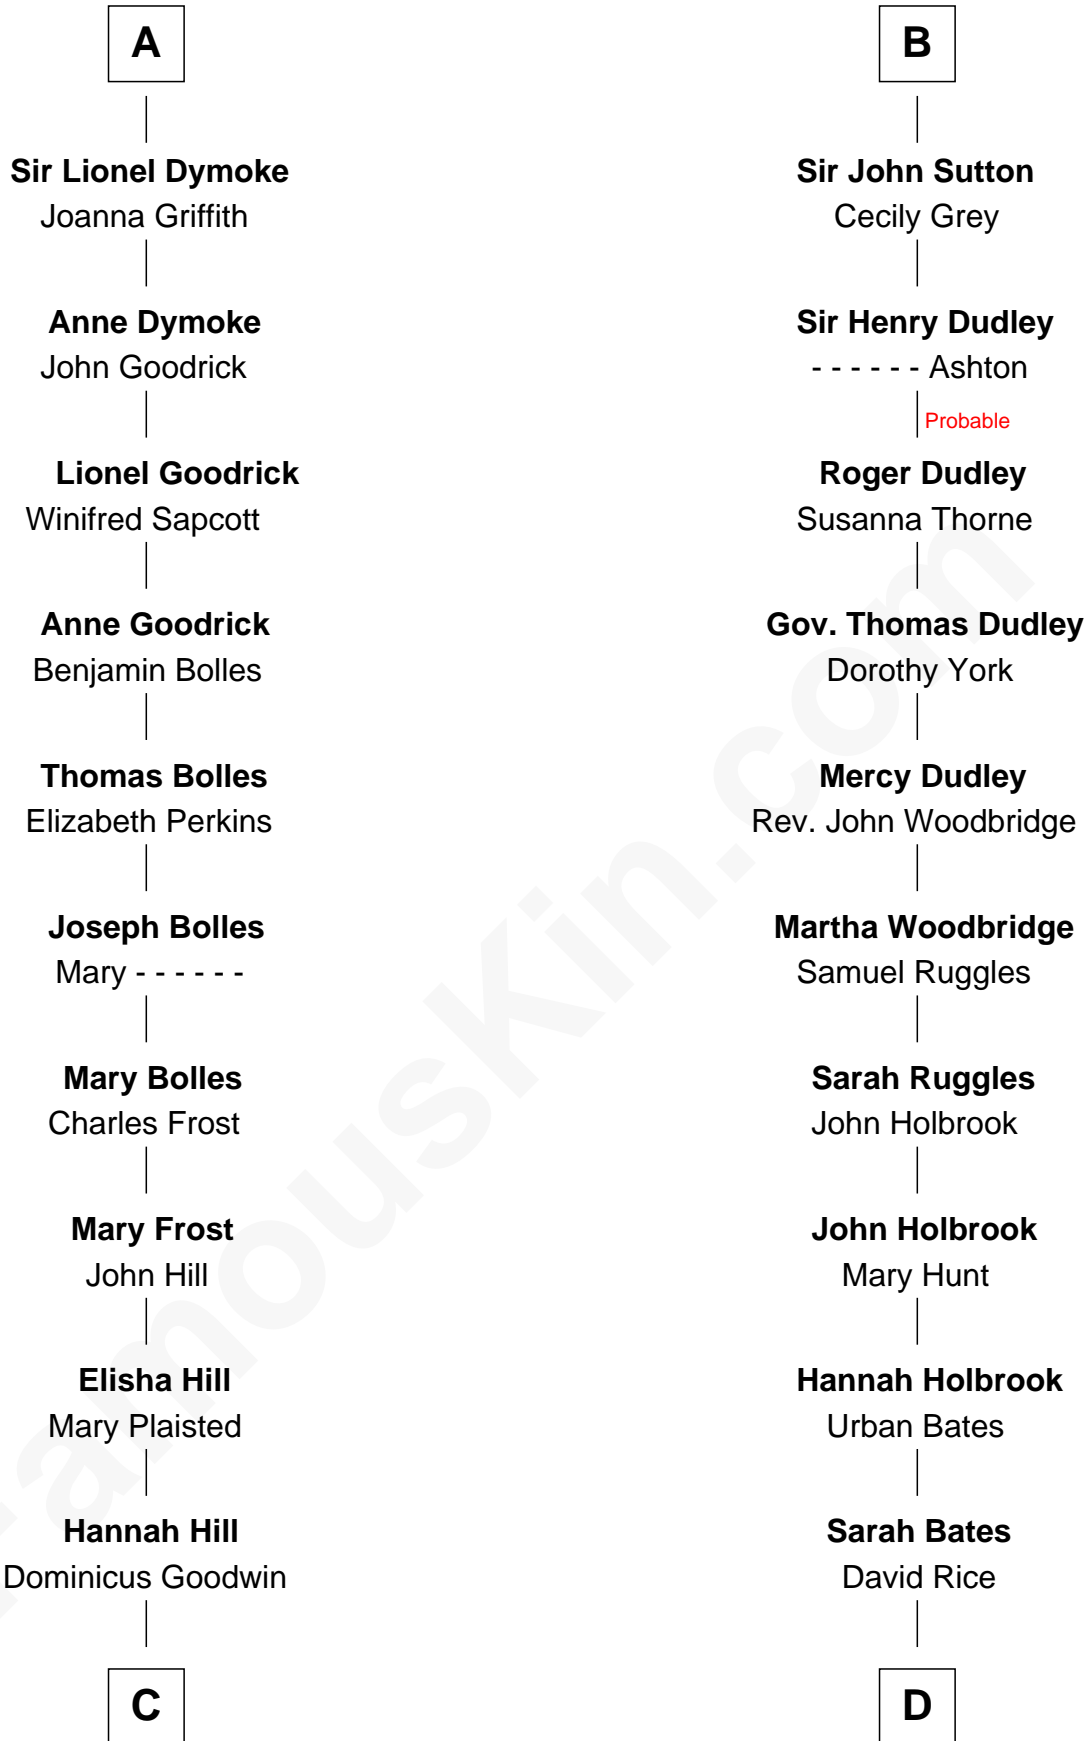 A
Sir Lionel Dymoke
Joanna Griffith
Anne Dymoke
John Goodrick
Lionel Goodrick
Winifred Sapcott
Anne Goodrick
Benjamin Bolles
Thomas Bolles
Elizabeth Perkins
Joseph Bolles
Mary - - - - - -
Mary Bolles
Charles Frost
Mary Frost
John Hill
Elisha Hill
Mary Plaisted
Hannah Hill
Dominicus Goodwin
C
B
Sir John Sutton
Cecily Grey
Sir Henry Dudley
- - - - - - Ashton
Probable
Roger Dudley
Susanna Thorne
Gov. Thomas Dudley
Dorothy York
Mercy Dudley
Rev. John Woodbridge
Martha Woodbridge
Samuel Ruggles
Sarah Ruggles
John Holbrook
John Holbrook
Mary Hunt
Hannah Holbrook
Urban Bates
Sarah Bates
David Rice
D
FamousKin.com